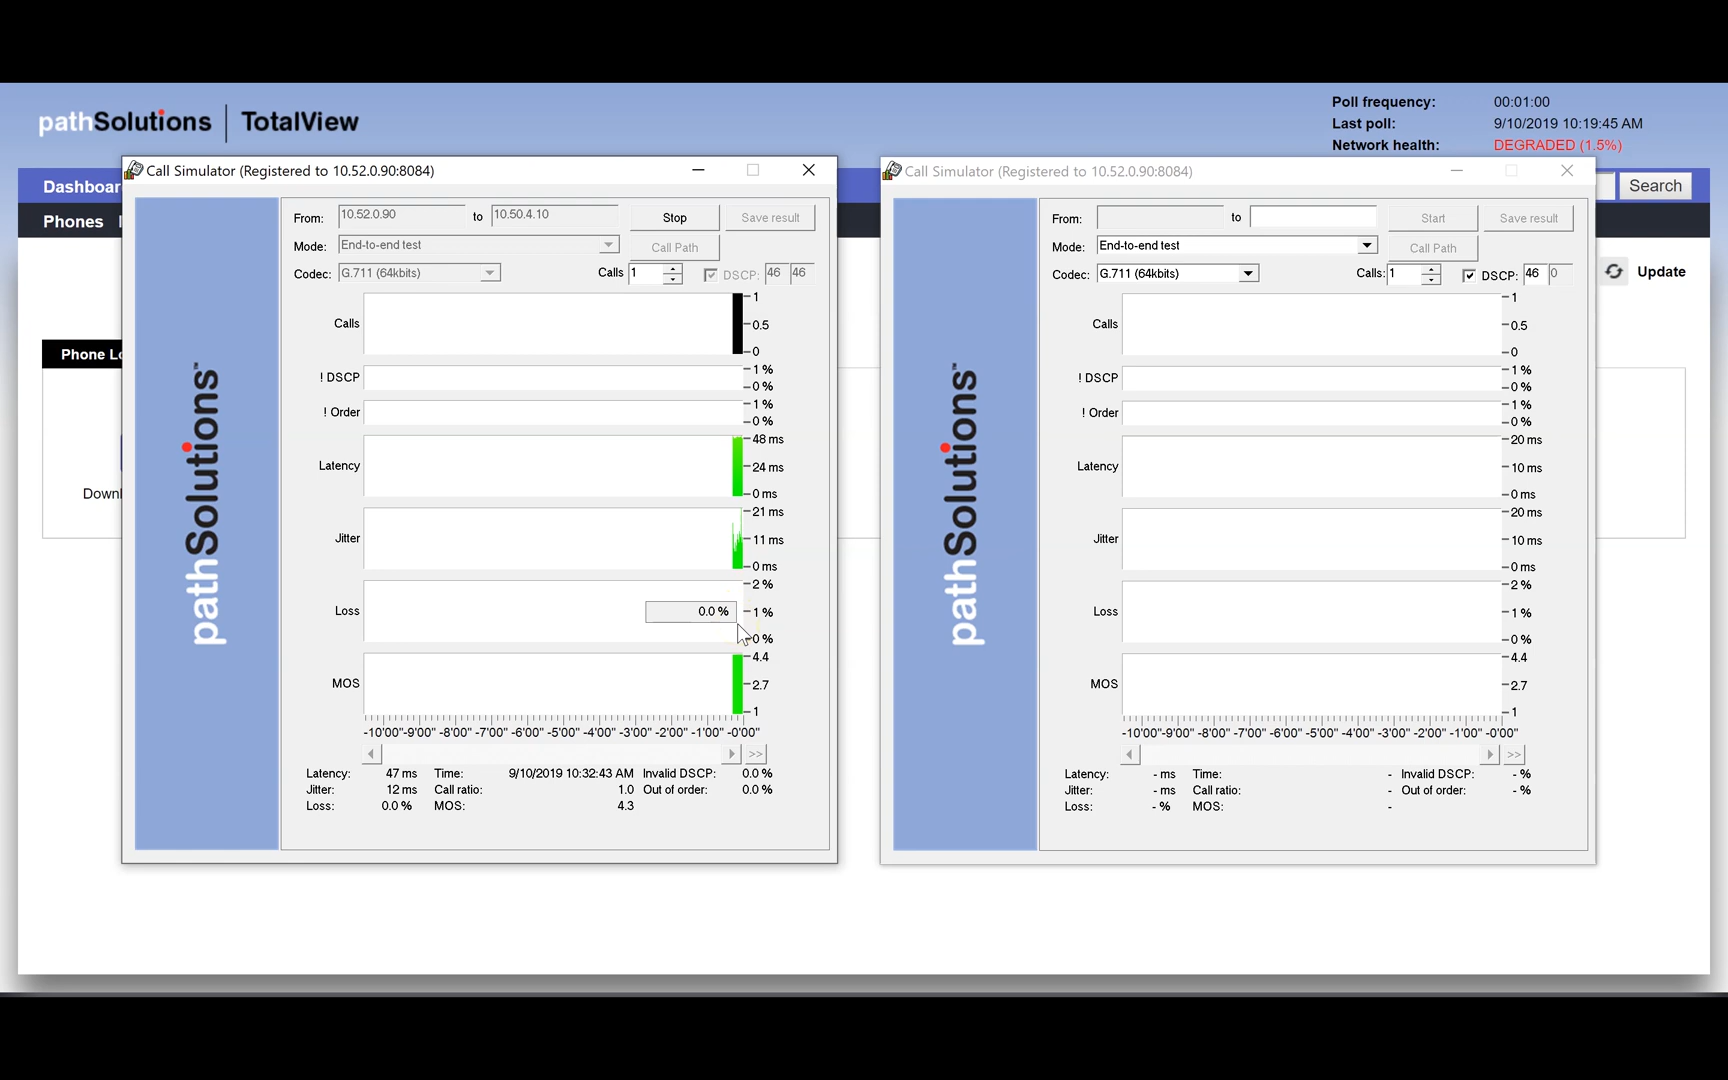 pathSolutions | TotalView
Poll frequency: 00:01:00
Last poll: 9/10/2019 10:19:45 AM
Network health: DEGRADED (1.5%)
Search
Phones
Update
Call Simulator (Registered to 10.52.0.90:8084)
pathSolutions™
From: 10.52.0.90 to 10.50.4.10 Stop Save result
Mode: End-to-end test Call Path
Codec: G.711 (64kbits) Calls 1 DSCP: 46 46
Calls 1 0.5 0
! DSCP 1 % 0 %
! Order 1 % 0 %
Latency 48 ms 24 ms 0 ms
Jitter 21 ms 11 ms 0 ms
Loss 2 % 0.0 % 1 % 0 %
MOS 4.4 2.7 1
-10'00" -9'00" -8'00" -7'00" -6'00" -5'00" -4'00" -3'00" -2'00" -1'00" -0'00"
>>
Latency: 47 ms Time: 9/10/2019 10:32:43 AM Invalid DSCP: 0.0 %
Jitter: 12 ms Call ratio: 1.0 Out of order: 0.0 %
Loss: 0.0 % MOS: 4.3
Call Simulator (Registered to 10.52.0.90:8084)
pathSolutions™
From: to Start Save result
Mode: End-to-end test Call Path
Codec: G.711 (64kbits) Calls: 1 DSCP: 46 0
Calls 1 0.5 0
! DSCP 1 % 0 %
! Order 1 % 0 %
Latency 20 ms 10 ms 0 ms
Jitter 20 ms 10 ms 0 ms
Loss 2 % 1 % 0 %
MOS 4.4 2.7 1
-10'00" -9'00" -8'00" -7'00" -6'00" -5'00" -4'00" -3'00" -2'00" -1'00" -0'00"
>>
Latency: - ms Time: - Invalid DSCP: - %
Jitter: - ms Call ratio: - Out of order: - %
Loss: - % MOS: -